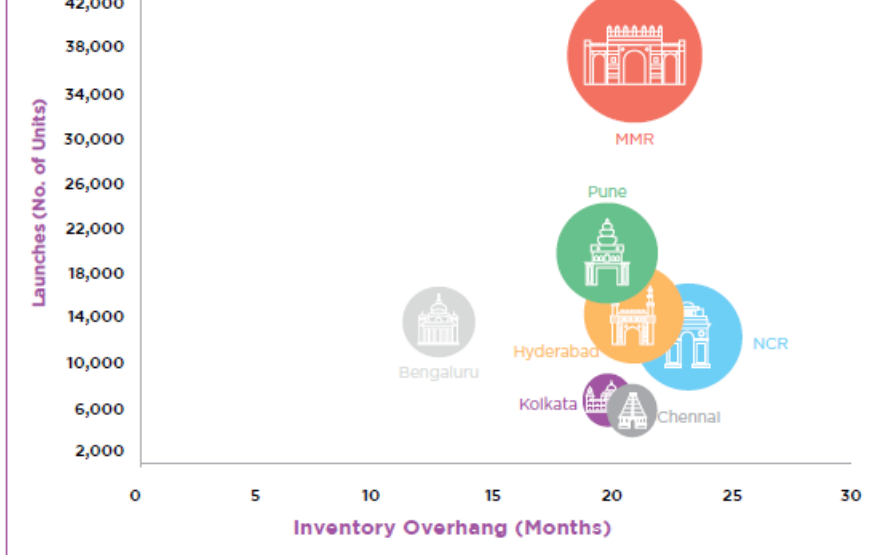 42,000
38,000
34,000
30,000
26,000
22,000
18,000
14,000
10,000
6,000
2,000
Launches (No. of Units)
MMR
Pune
Bengaluru
Hyderabad
NCR
Kolkata
Chennai
0 5 10 15 20 25 30
Inventory Overhang (Months)